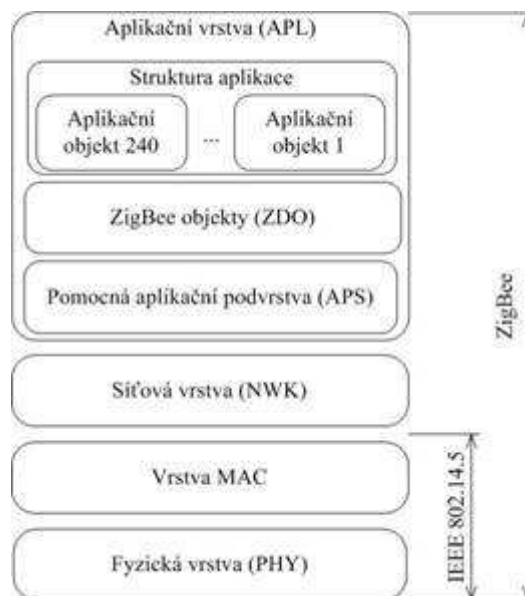 Aplikační vrstva (APL)
Struktura aplikace
Aplikační
objekt 240
...
Aplikační
objekt 1
ZigBee objekty (ZDO)
Pomocná aplikační podvrstva (APS)
Síťová vrstva (NWK)
Vrstva MAC
Fyzická vrstva (PHY)
IEEE 802.14.5
ZigBee